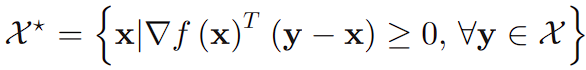 𝒳⋆ = {𝐱|∇f (𝐱)ᵀ (𝐲 − 𝐱) ≥ 0, ∀𝐲 ∈ 𝒳}